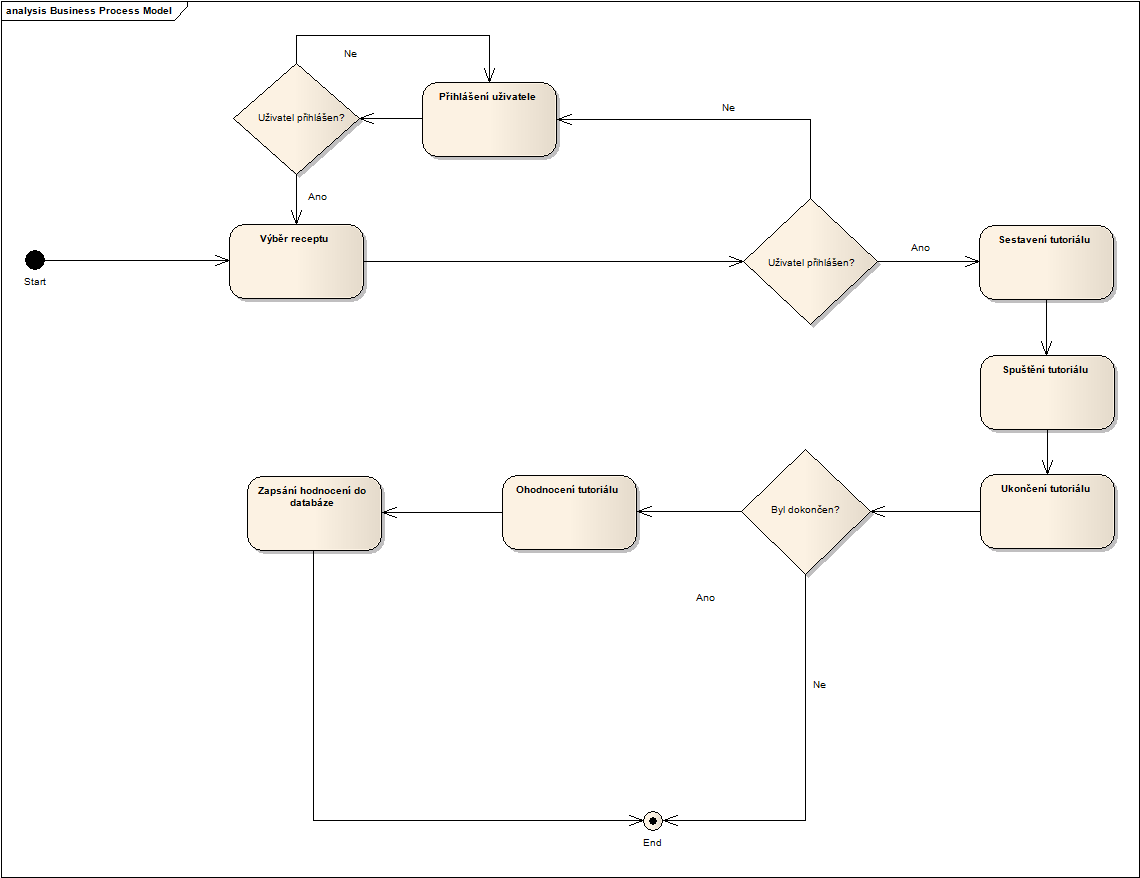 analysis Business Process Model
Ne
Přihlášení uživatele
Uživatel přihlášen?
Ne
Ano
Výběr receptu
Start
Uživatel přihlášen?
Ano
Sestavení tutoriálu
Spuštění tutoriálu
Zapsání hodnocení do
databáze
Ohodnocení tutoriálu
Byl dokončen?
Ukončení tutoriálu
Ano
Ne
End